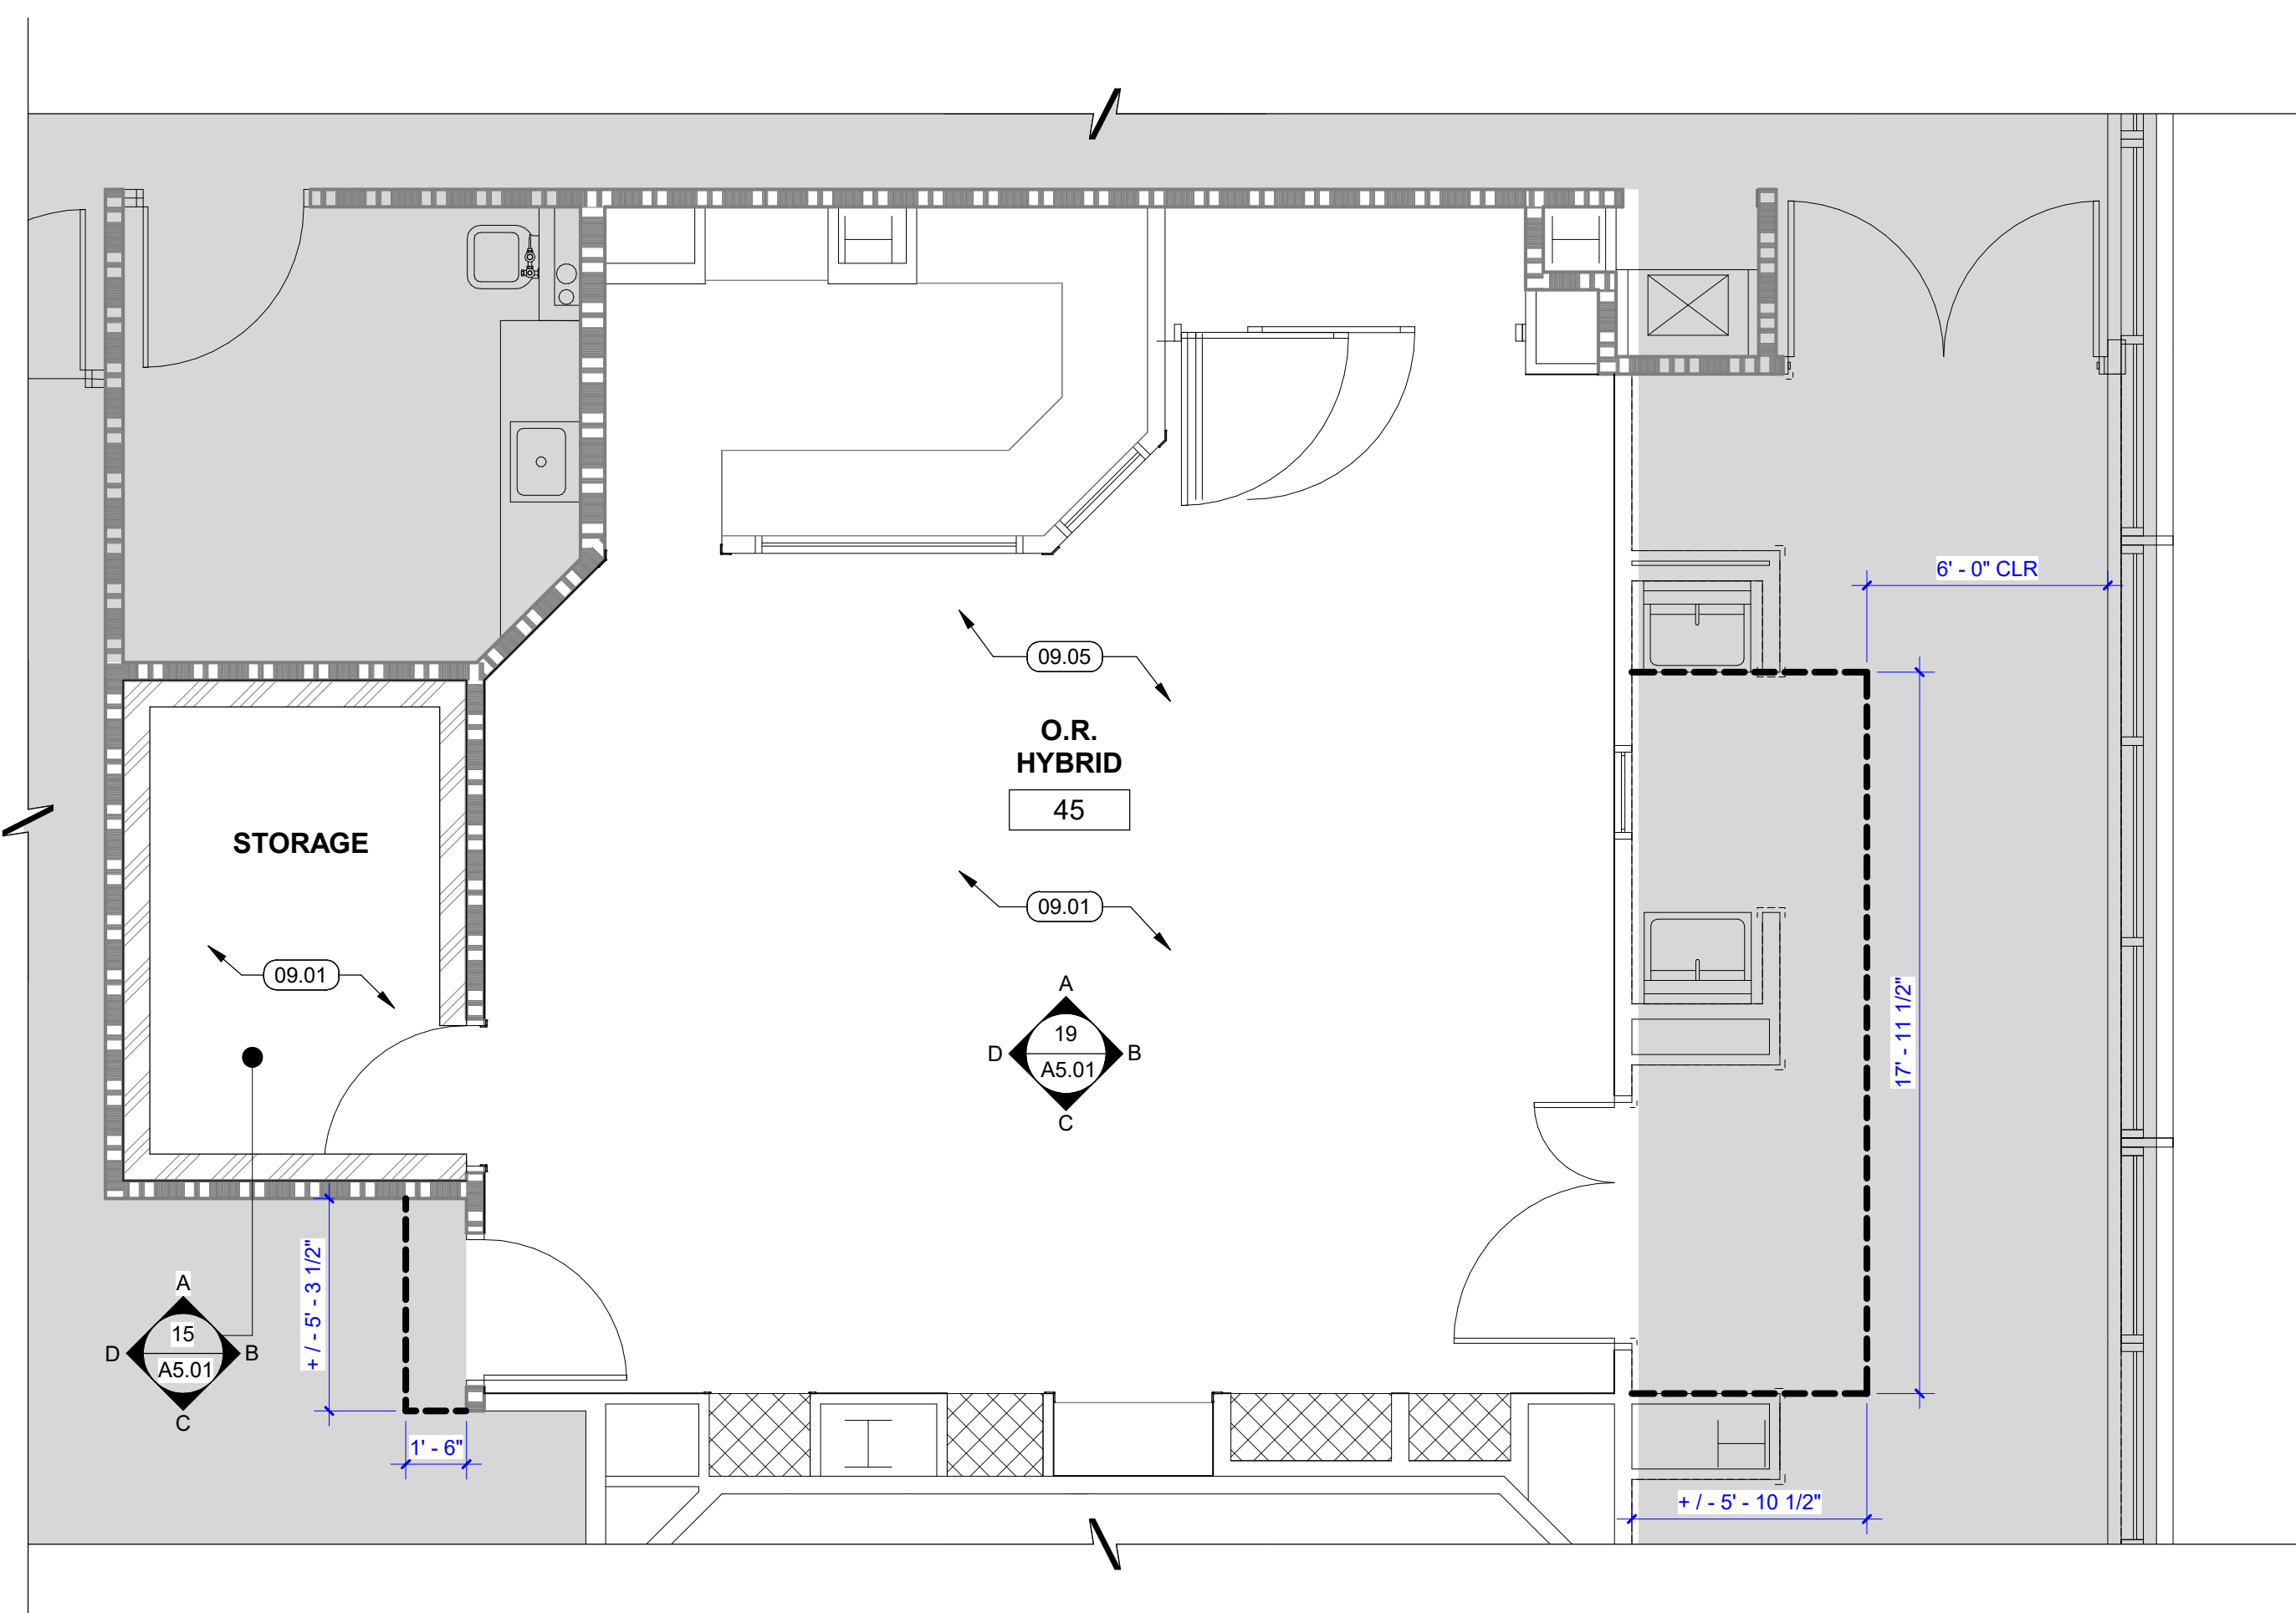 6' - 0" CLR
09.05
O.R.
HYBRID
45
STORAGE
09.01
09.01
A
19
D
B
A5.01
C
17' - 11 1/2"
+ / - 5' - 3 1/2"
A
15
D
B
A5.01
C
1' - 6"
+ / - 5' - 10 1/2"